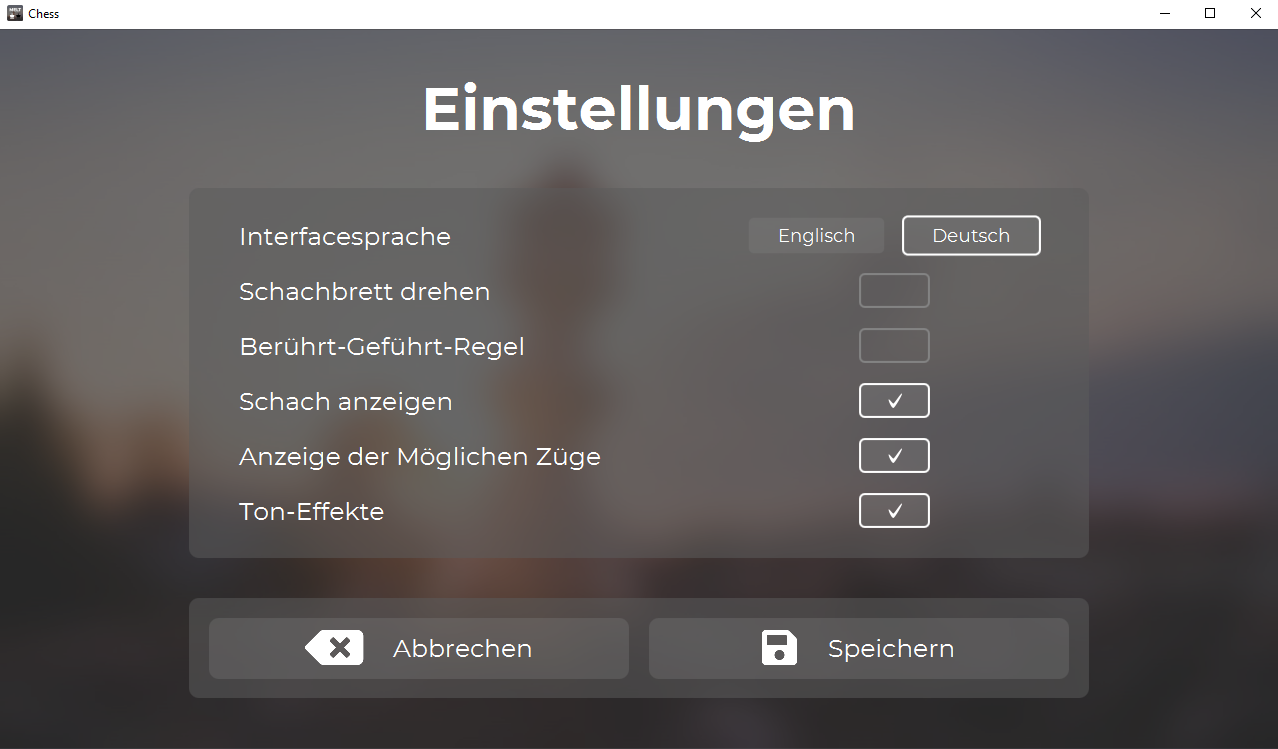 Chess
Einstellungen
Interfacesprache Englisch Deutsch
Schachbrett drehen
Berührt-Geführt-Regel
Schach anzeigen
Anzeige der Möglichen Züge
Ton-Effekte
Abbrechen Speichern